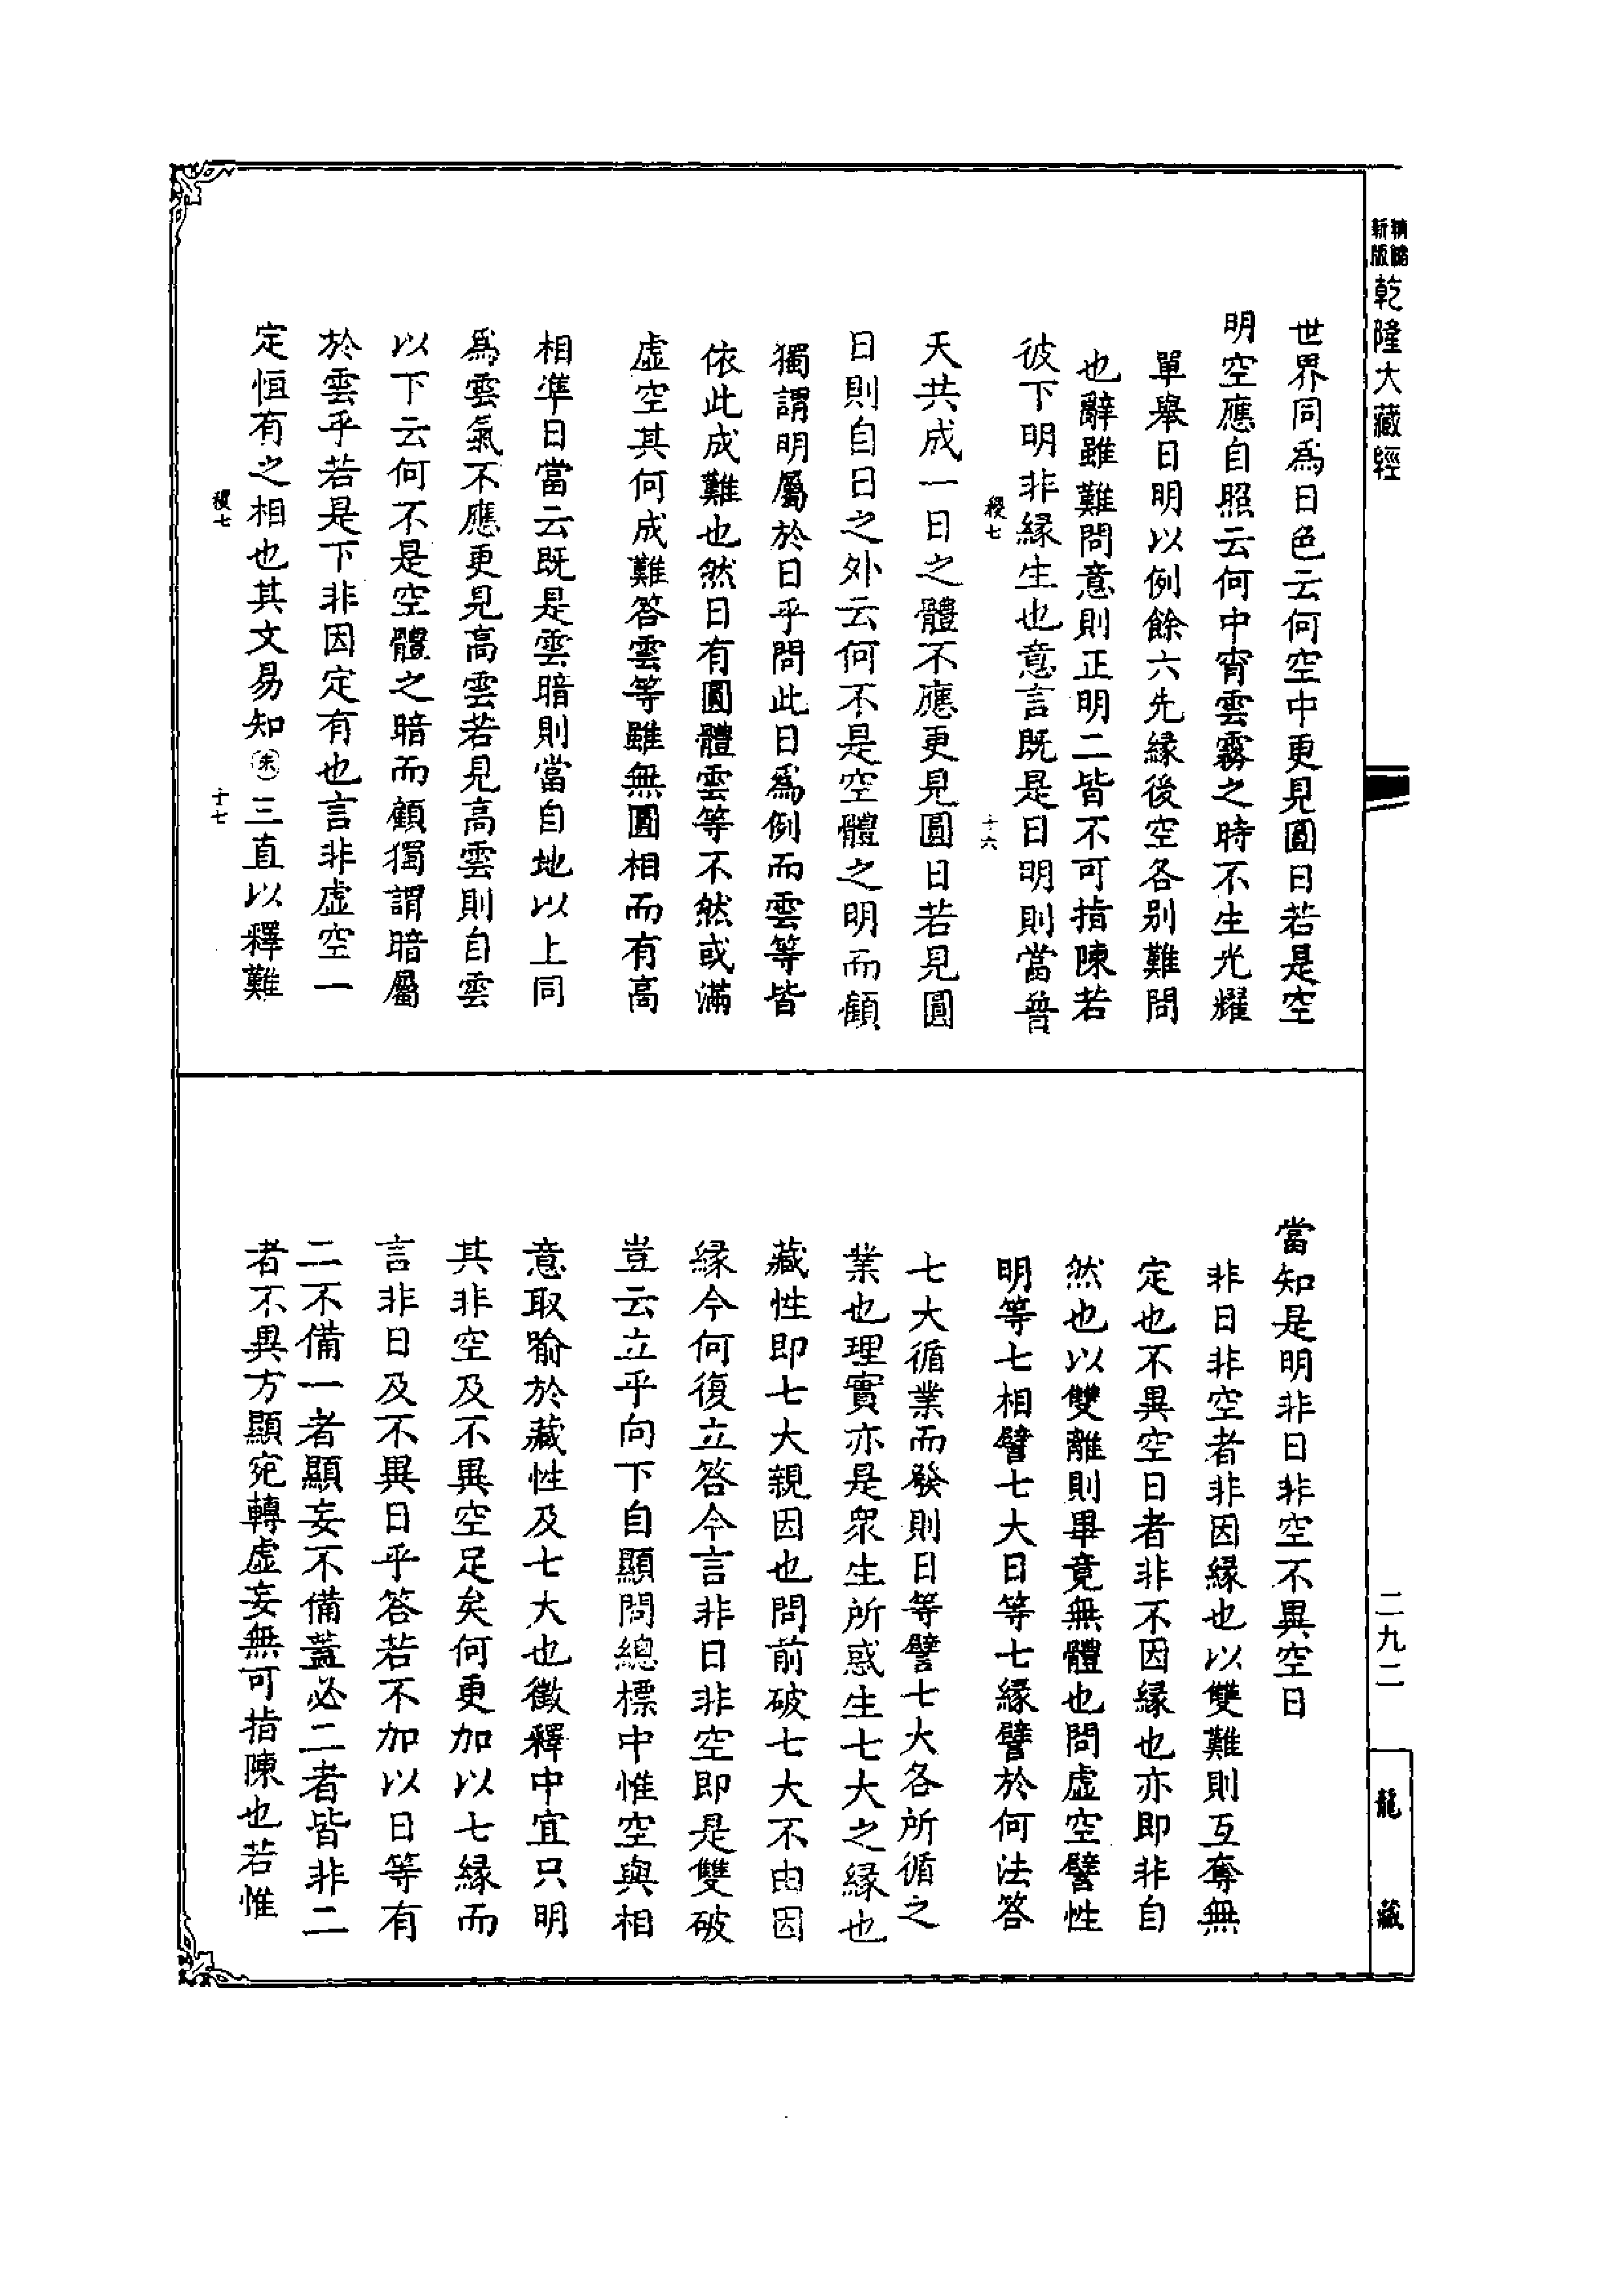 精縮新版乾隆大藏經
世界同為日色云何空中更見圓日若是空
明空應自照云何中宵雲霧之時不生光耀
單舉日明以例餘六先緣後空各別難問
也辭雖難問意則正明二皆不可指陳若
彼下明非緣生也意言既是日明則當普
十六
天共成一日之體不應更見圓日若見圓
日則自日之外云何不是空體之明而顧
獨謂明屬於日乎問此日為例而雲等皆
依此成難也然日有圓體雲等不然或滿
虛空其何成難答雲等雖無圓相而有高
相準日當云既是雲暗則當自地以上同
為雲氣不應更見高雲若見高雲則自雲
以下云何不是空體之暗而顧獨謂暗屬
於雲乎若是下非因定有也言非虛空一
定恒有之相也其文易知㊍三直以釋難
十七
當知是明非日非空不異空日
非日非空者非因緣也以雙難則互奪無
定也不異空日者非不因緣也亦即非自
然也以雙離則畢竟無體也問虛空譬性
明等七相譬七大日等七緣譬於何法答
七大循業而發則日等譬七大各所循之
業也理實亦是眾生所惑生七大之緣也
藏性即七大親因也問前破七大不由因
緣今何復立答今言非日非空即是雙破
豈云立乎向下自顯問總標中惟空與相
意取喻於藏性及七大也徵釋中宜只明
其非空及不異空足矣何更加以七緣而
言非日及不異日乎答若不加以日等有
二不備一者顯妄不備蓋必二者皆非二
者不異方顯宛轉虛妄無可指陳也若惟
二九二
龍藏